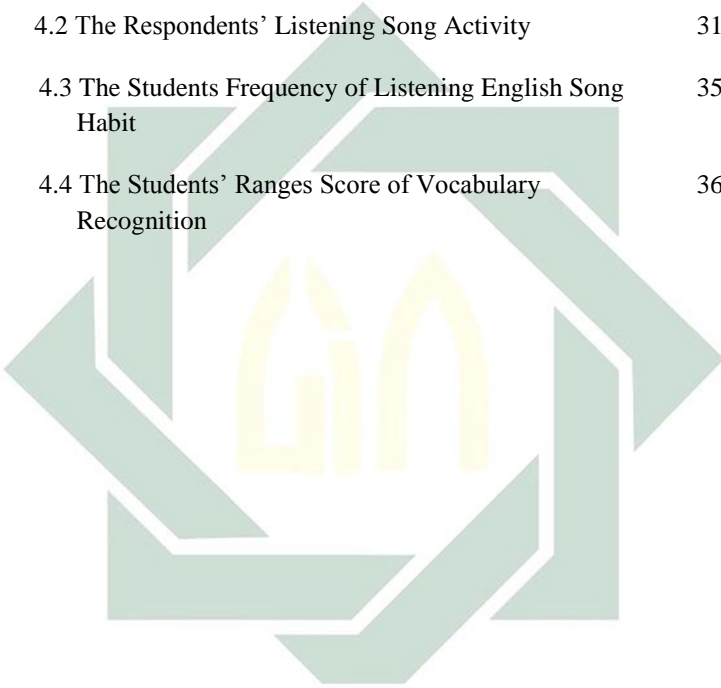 4.2 The Respondents' Listening Song Activity 31
4.3 The Students Frequency of Listening English Song 35
Habit
4.4 The Students' Ranges Score of Vocabulary 36
Recognition